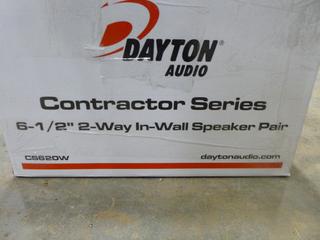 DAYTON®
AUDIO
Contractor Series
6-1/2" 2-Way In-Wall Speaker Pair
CS620W daytonaudio.com